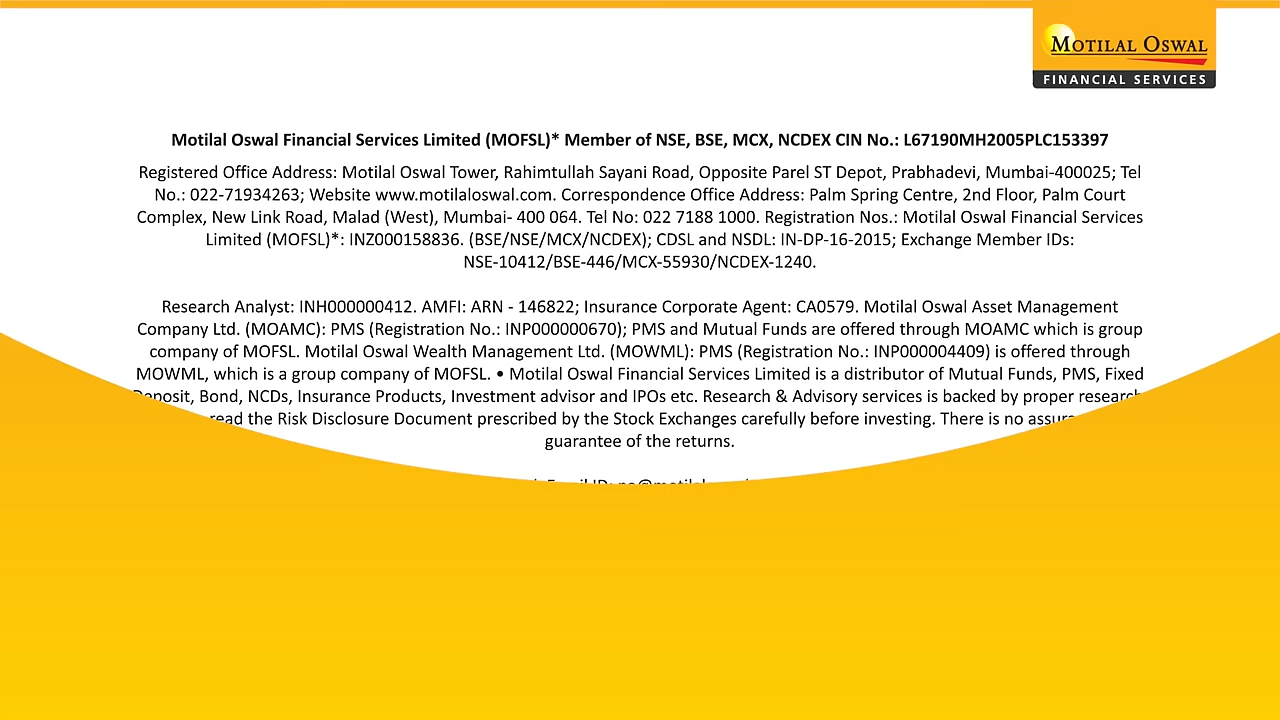 MOTILAL OSWAL
FINANCIAL SERVICES
Motilal Oswal Financial Services Limited (MOFSL)* Member of NSE, BSE, MCX, NCDEX CIN No.: L67190MH2005PLC153397
Registered Office Address: Motilal Oswal Tower, Rahimtullah Sayani Road, Opposite Parel ST Depot, Prabhadevi, Mumbai-400025; Tel
No.: 022-71934263; Website www.motilaloswal.com. Correspondence Office Address: Palm Spring Centre, 2nd Floor, Palm Court
Complex, New Link Road, Malad (West), Mumbai- 400 064. Tel No: 022 7188 1000. Registration Nos.: Motilal Oswal Financial Services
Limited (MOFSL)*: INZ000158836. (BSE/NSE/MCX/NCDEX); CDSL and NSDL: IN-DP-16-2015; Exchange Member IDs:
NSE-10412/BSE-446/MCX-55930/NCDEX-1240.
Research Analyst: INH000000412. AMFI: ARN - 146822; Insurance Corporate Agent: CA0579. Motilal Oswal Asset Management
Company Ltd. (MOAMC): PMS (Registration No.: INP000000670); PMS and Mutual Funds are offered through MOAMC which is group
company of MOFSL. Motilal Oswal Wealth Management Ltd. (MOWML): PMS (Registration No.: INP000004409) is offered through
MOWML, which is a group company of MOFSL. • Motilal Oswal Financial Services Limited is a distributor of Mutual Funds, PMS, Fixed
Deposit, Bond, NCDs, Insurance Products, Investment advisor and IPOs etc. Research & Advisory services is backed by proper research
read the Risk Disclosure Document prescribed by the Stock Exchanges carefully before investing. There is no
guarantee of the returns.
Email ID: